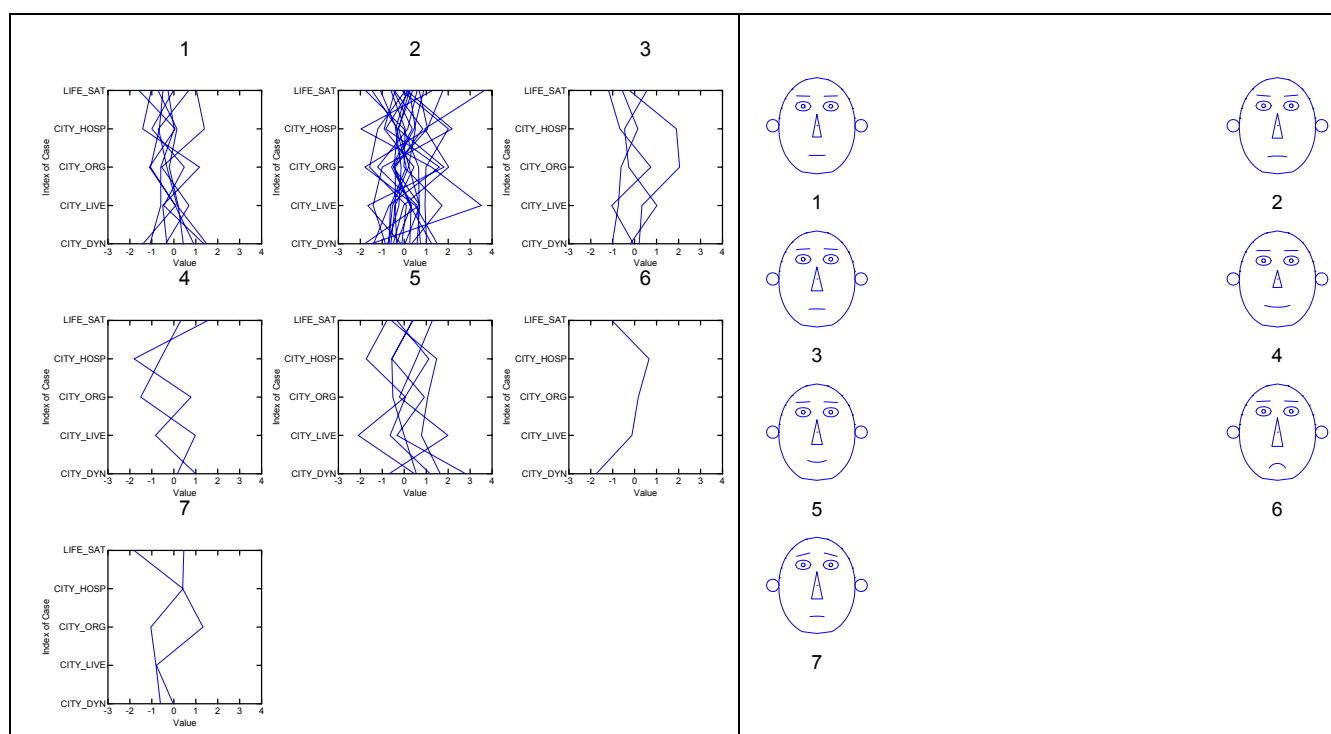 1
2
3
LIFE_SAT
CITY_HOSP
CITY_ORG
CITY_LIVE
CITY_DYN
Index of Case
-3 -2 -1 0 1 2 3 4
Value
LIFE_SAT
CITY_HOSP
CITY_ORG
CITY_LIVE
CITY_DYN
Index of Case
-3 -2 -1 0 1 2 3 4
Value
LIFE_SAT
CITY_HOSP
CITY_ORG
CITY_LIVE
CITY_DYN
Index of Case
-3 -2 -1 0 1 2 3 4
Value
4
5
6
LIFE_SAT
CITY_HOSP
CITY_ORG
CITY_LIVE
CITY_DYN
Index of Case
-3 -2 -1 0 1 2 3 4
Value
LIFE_SAT
CITY_HOSP
CITY_ORG
CITY_LIVE
CITY_DYN
Index of Case
-3 -2 -1 0 1 2 3 4
Value
LIFE_SAT
CITY_HOSP
CITY_ORG
CITY_LIVE
CITY_DYN
Index of Case
-3 -2 -1 0 1 2 3 4
Value
7
LIFE_SAT
CITY_HOSP
CITY_ORG
CITY_LIVE
CITY_DYN
Index of Case
-3 -2 -1 0 1 2 3 4
Value
1
2
3
4
5
6
7